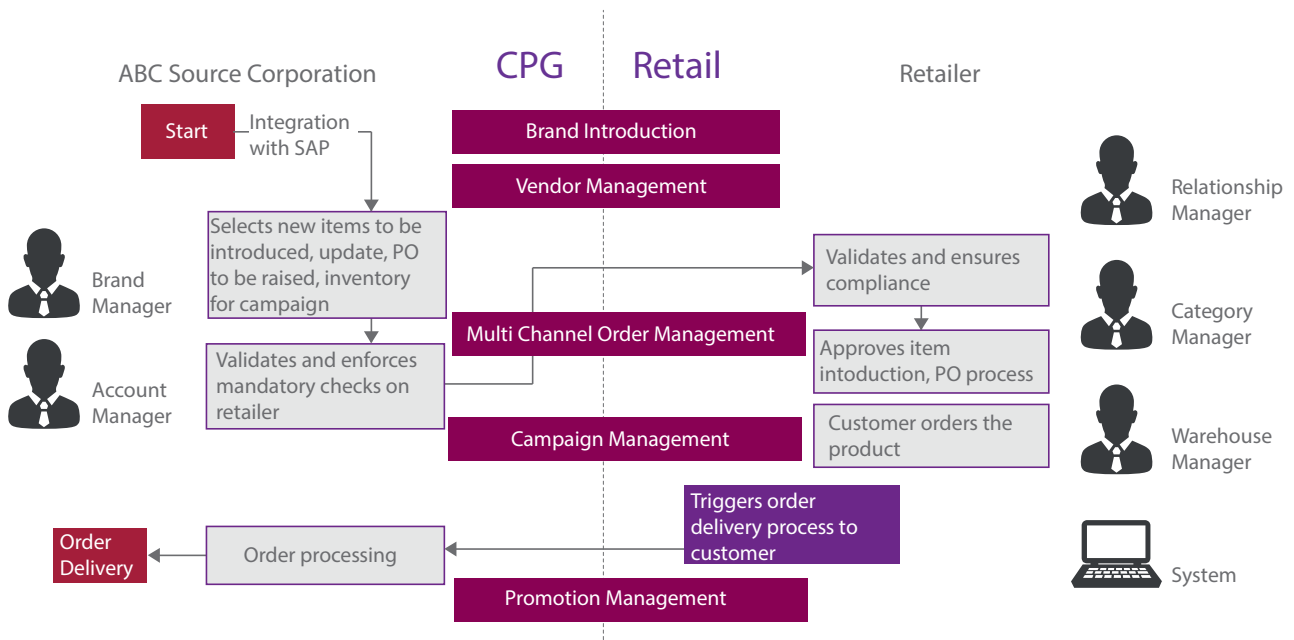 CPG
Retail
ABC Source Corporation
Retailer
Start
Integration
with SAP
Brand Introduction
Vendor Management
Relationship
Manager
Selects new items to be
introduced, update, PO
to be raised, inventory
for campaign
Brand
Manager
Validates and ensures
compliance
Category
Manager
Multi Channel Order Management
Validates and enforces
mandatory checks on
retailer
Account
Manager
Approves item
intoduction, PO process
Campaign Management
Customer orders the
product
Warehouse
Manager
Triggers order
delivery process to
customer
Order
Delivery
Order processing
System
Promotion Management